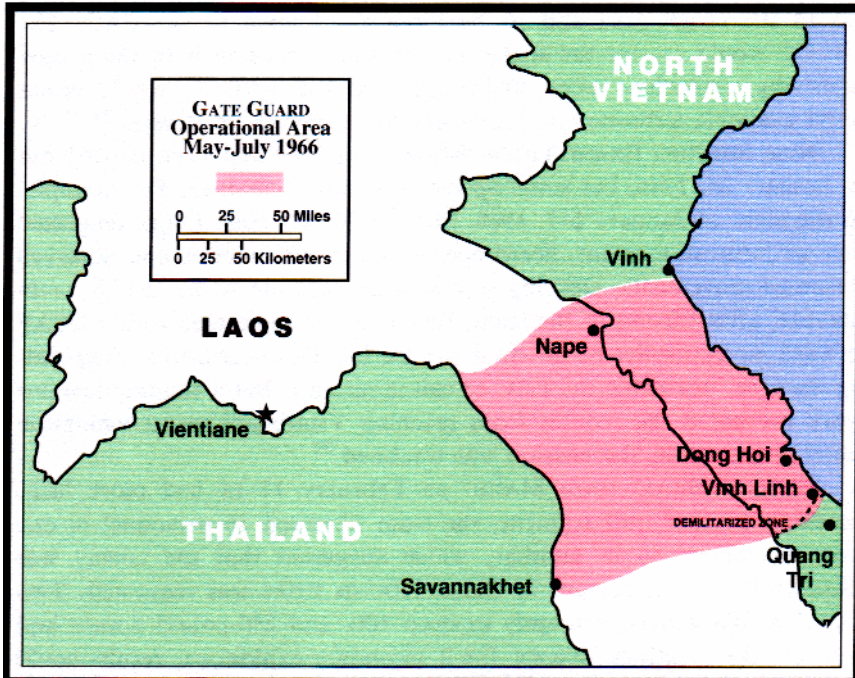 NORTH
VIETNAM
GATE GUARD
Operational Area
May-July 1966
0 25 50 Miles
0 25 50 Kilometers
Vinh
LAOS
Nape
Vientiane
Dong Hoi
Vinh Linh
DEMILITARIZED ZONE
THAILAND
Quang
Tri
Savannakhet